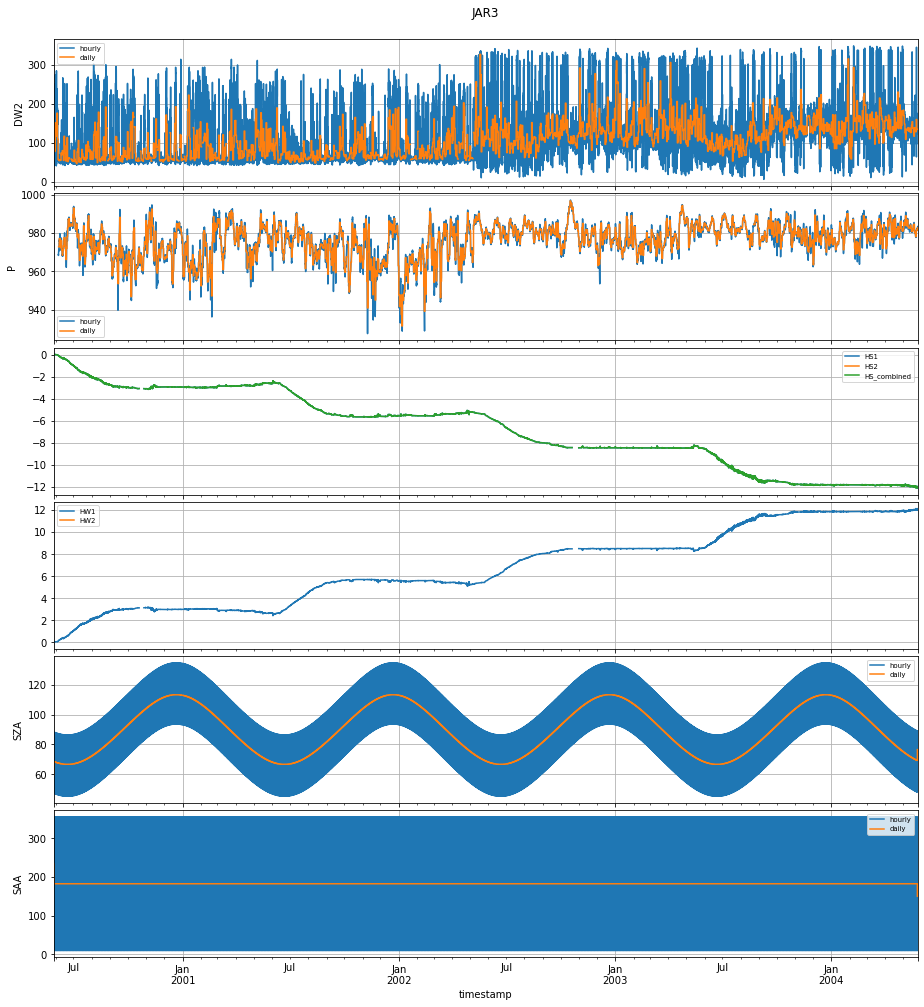 JAR3
DW2
300
200
100
0
hourly
daily
P
1000
980
960
940
hourly
daily
0
−2
−4
−6
−8
−10
−12
HS1
HS2
HS_combined
12
10
8
6
4
2
0
HW1
HW2
SZA
120
100
80
60
hourly
daily
SAA
300
200
100
0
hourly
daily
Jul Jan Jul Jan Jul Jan Jul Jan
2001 2002 2003 2004
timestamp